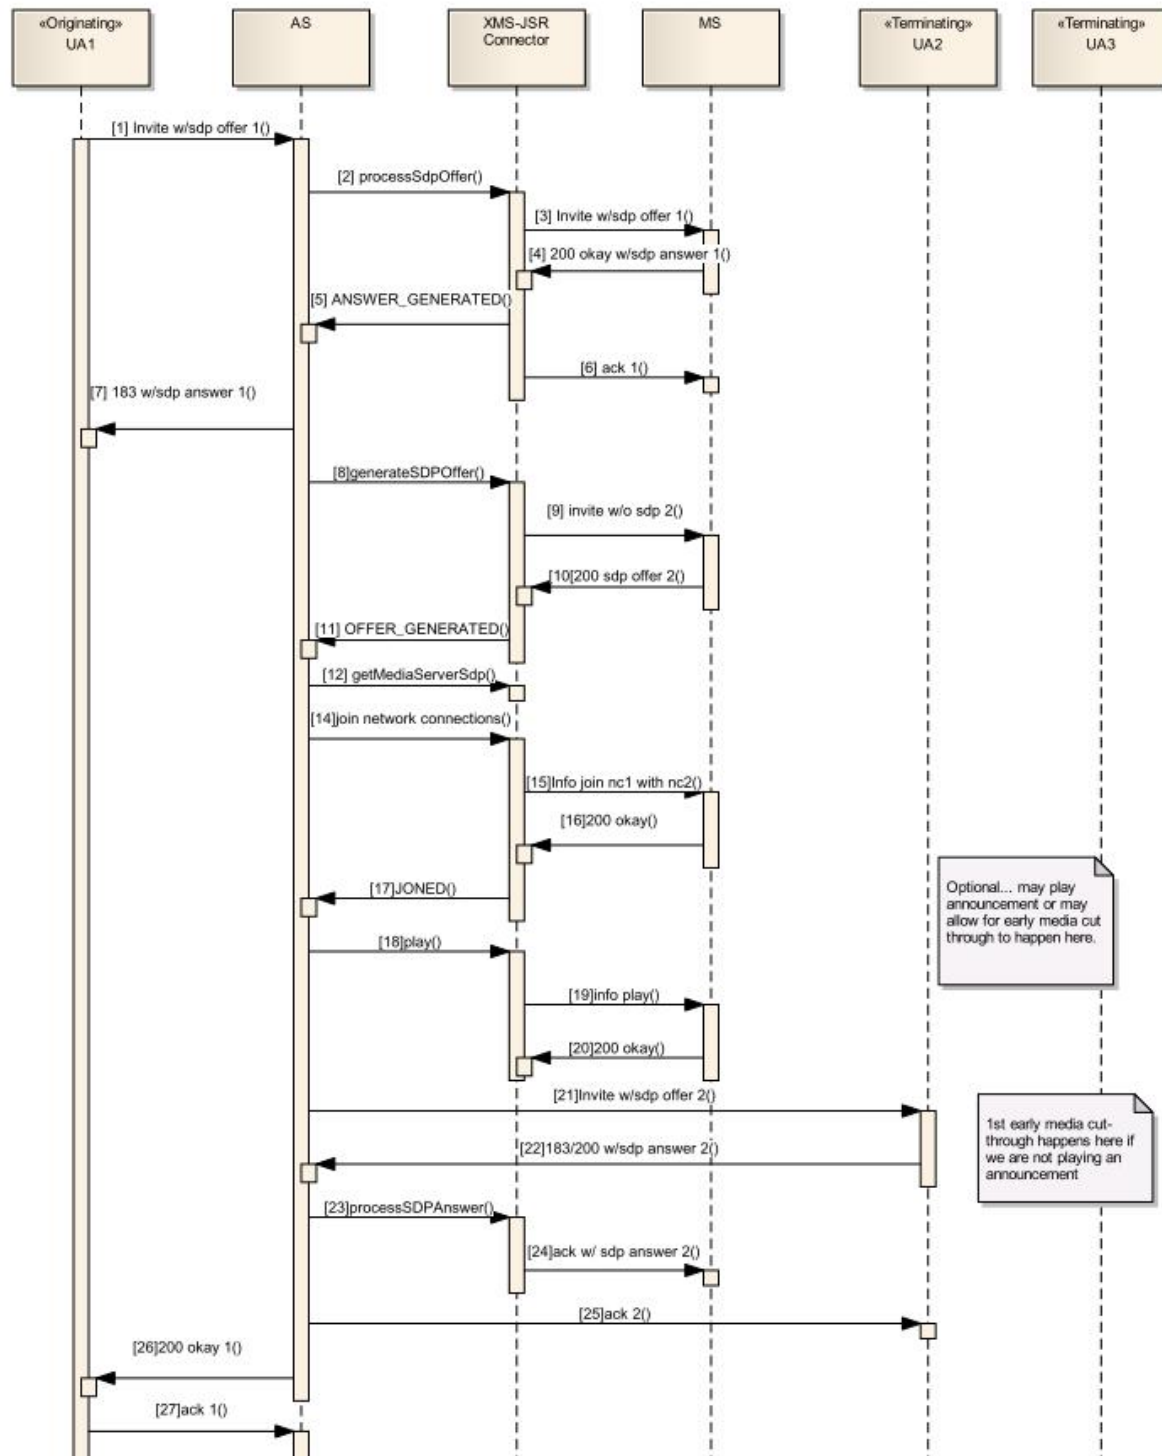 «Originating»
UA1
AS
XMS-JSR
Connector
MS
«Terminating»
UA2
«Terminating»
UA3
[1] Invite w/sdp offer 1()
[2] processSdpOffer()
[3] Invite w/sdp offer 1()
[4] 200 okay w/sdp answer 1()
[5] ANSWER_GENERATED()
[6] ack 1()
[7] 183 w/sdp answer 1()
[8]generateSDPOffer()
[9] invite w/o sdp 2()
[10[200 sdp offer 2()
[11] OFFER_GENERATED()
[12] getMediaServerSdp()
[14]join network connections()
[15]Info join nc1 with nc2()
[16]200 okay()
[17]JONED()
Optional... may play
announcement or may
allow for early media cut
through to happen here.
[18]play()
[19]info play()
[20]200 okay()
[21]Invite w/sdp offer 2()
1st early media cut-
through happens here if
we are not playing an
announcement
[22]183/200 w/sdp answer 2()
[23]processSDPAnswer()
[24]ack w/ sdp answer 2()
[25]ack 2()
[26]200 okay 1()
[27]ack 1()